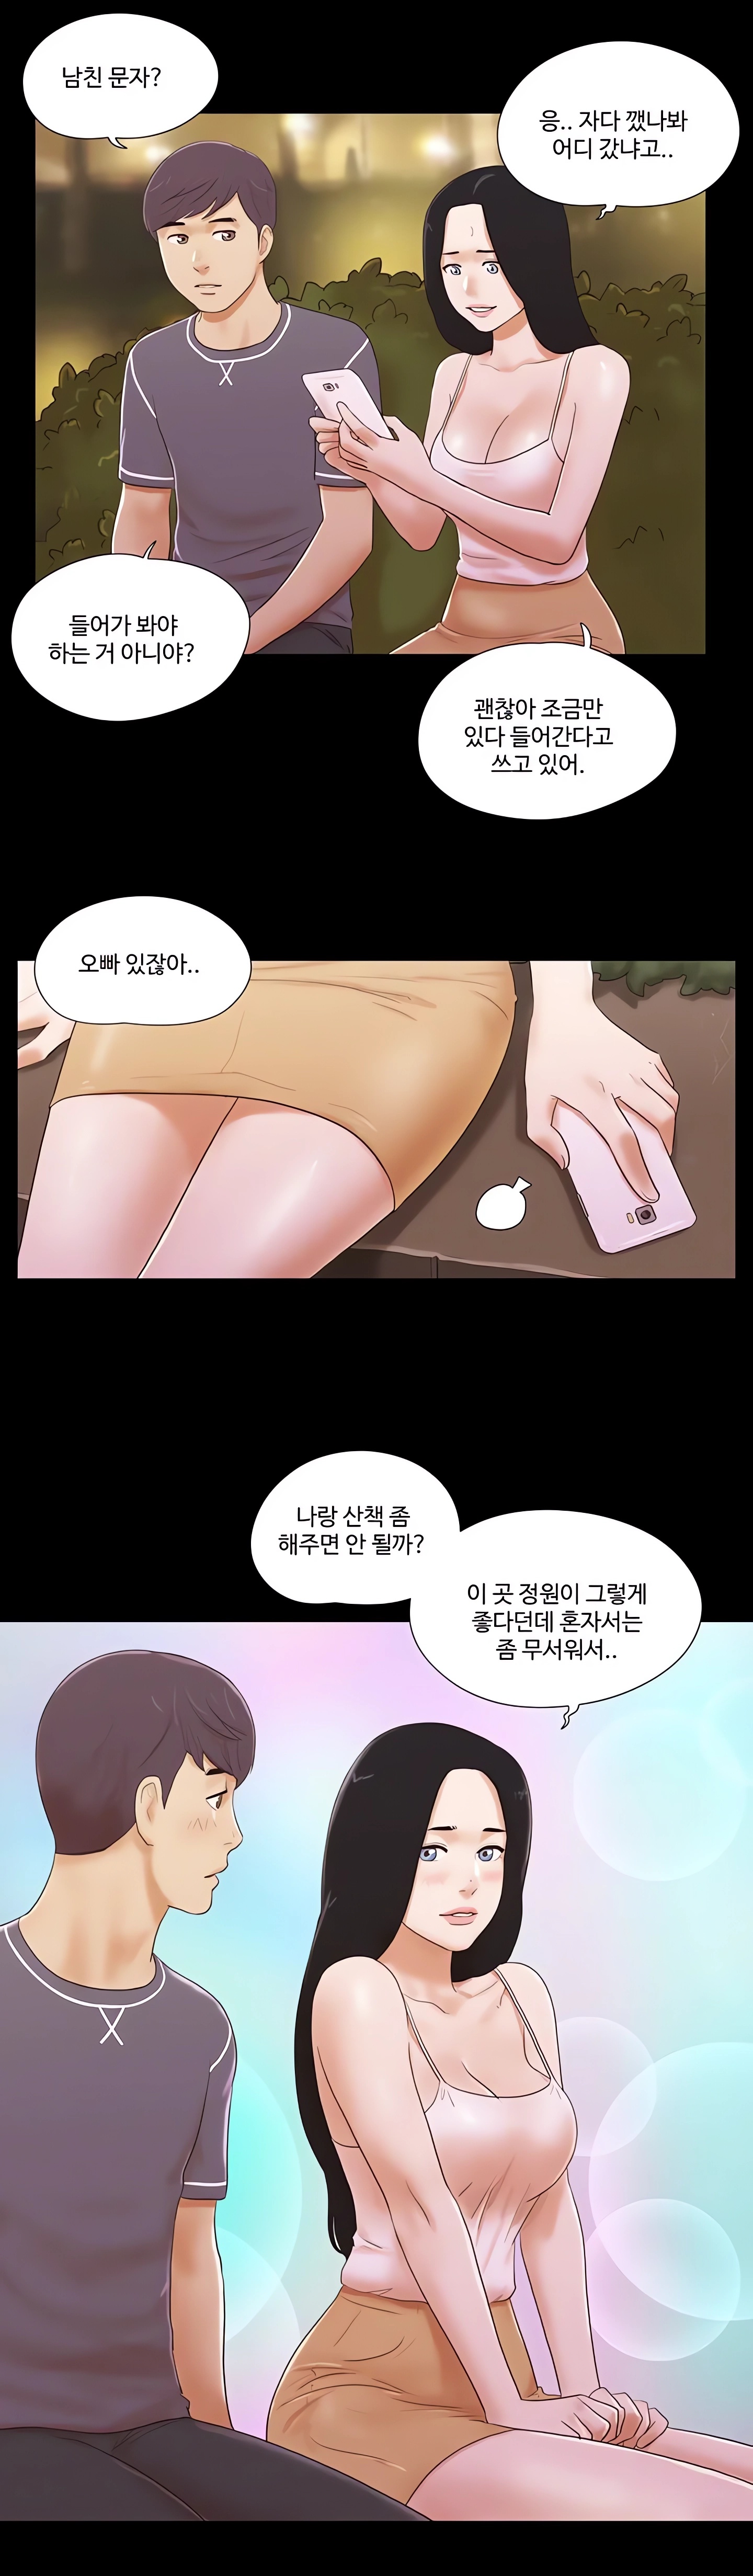 남친 문자?
응.. 자다 깼나봐
어디 갔냐고..
들어가 봐야
하는 거 아니야?
괜찮아 조금만
있다 들어간다고
쓰고 있어.
오빠 있잖아..
나랑 산책 좀
해주면 안 될까?
이 곳 정원이 그렇게
좋다던데 혼자서는
좀 무서워서..